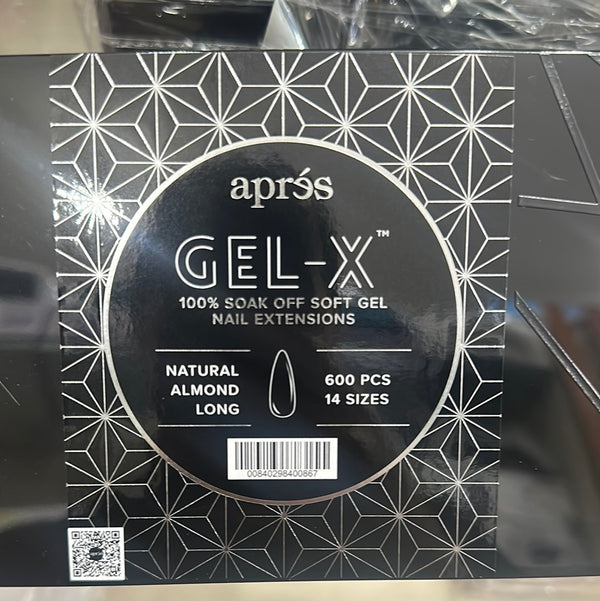 aprés
GEL-X™
100% SOAK OFF SOFT GEL
NAIL EXTENSIONS
NATURAL
ALMOND
LONG
600 PCS
14 SIZES
00840298400867